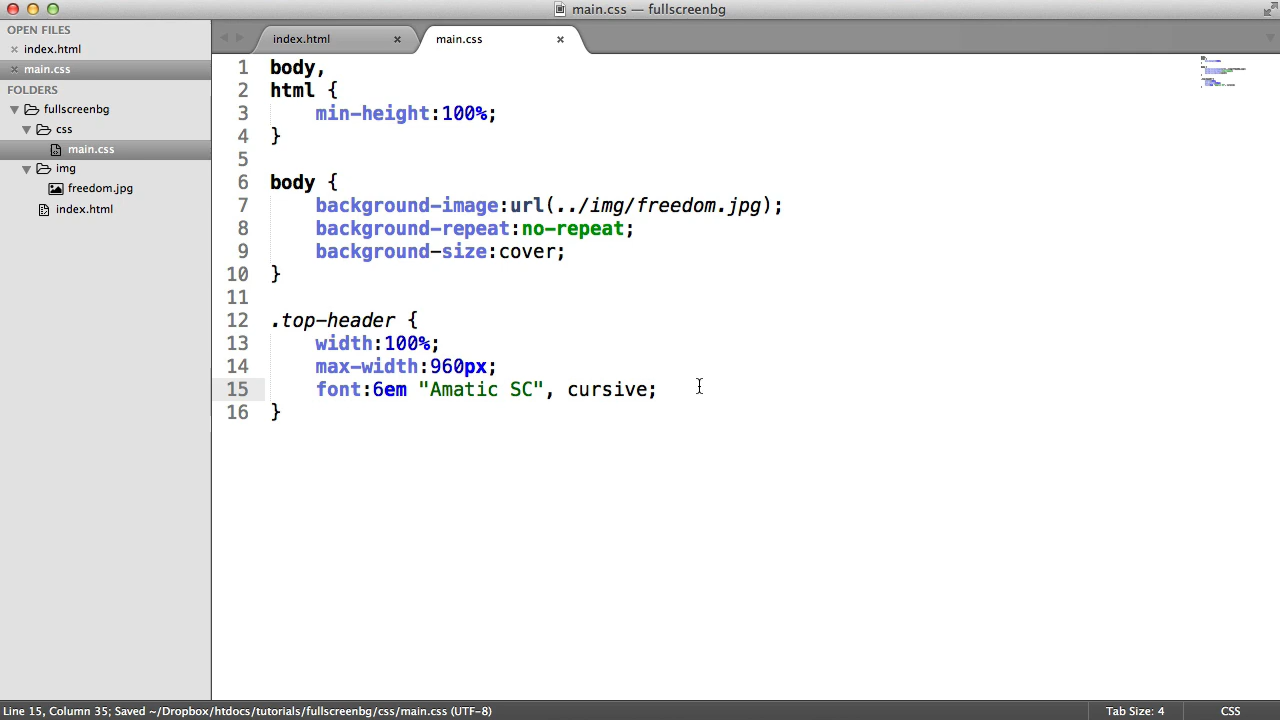 main.css — fullscreenbg
OPEN FILES
index.html
main.css
FOLDERS
fullscreenbg
css
main.css
img
freedom.jpg
index.html
index.html
main.css
1 body,
2 html {
3 min-height:100%;
4 }
5
6 body {
7 background-image:url(../img/freedom.jpg);
8 background-repeat:no-repeat;
9 background-size:cover;
10 }
11
12 .top-header {
13 width:100%;
14 max-width:960px;
15 font:6em "Amatic SC", cursive;
16 }
Line 15, Column 35; Saved ~/Dropbox/htdocs/tutorials/fullscreenbg/css/main.css (UTF-8)
Tab Size: 4
CSS